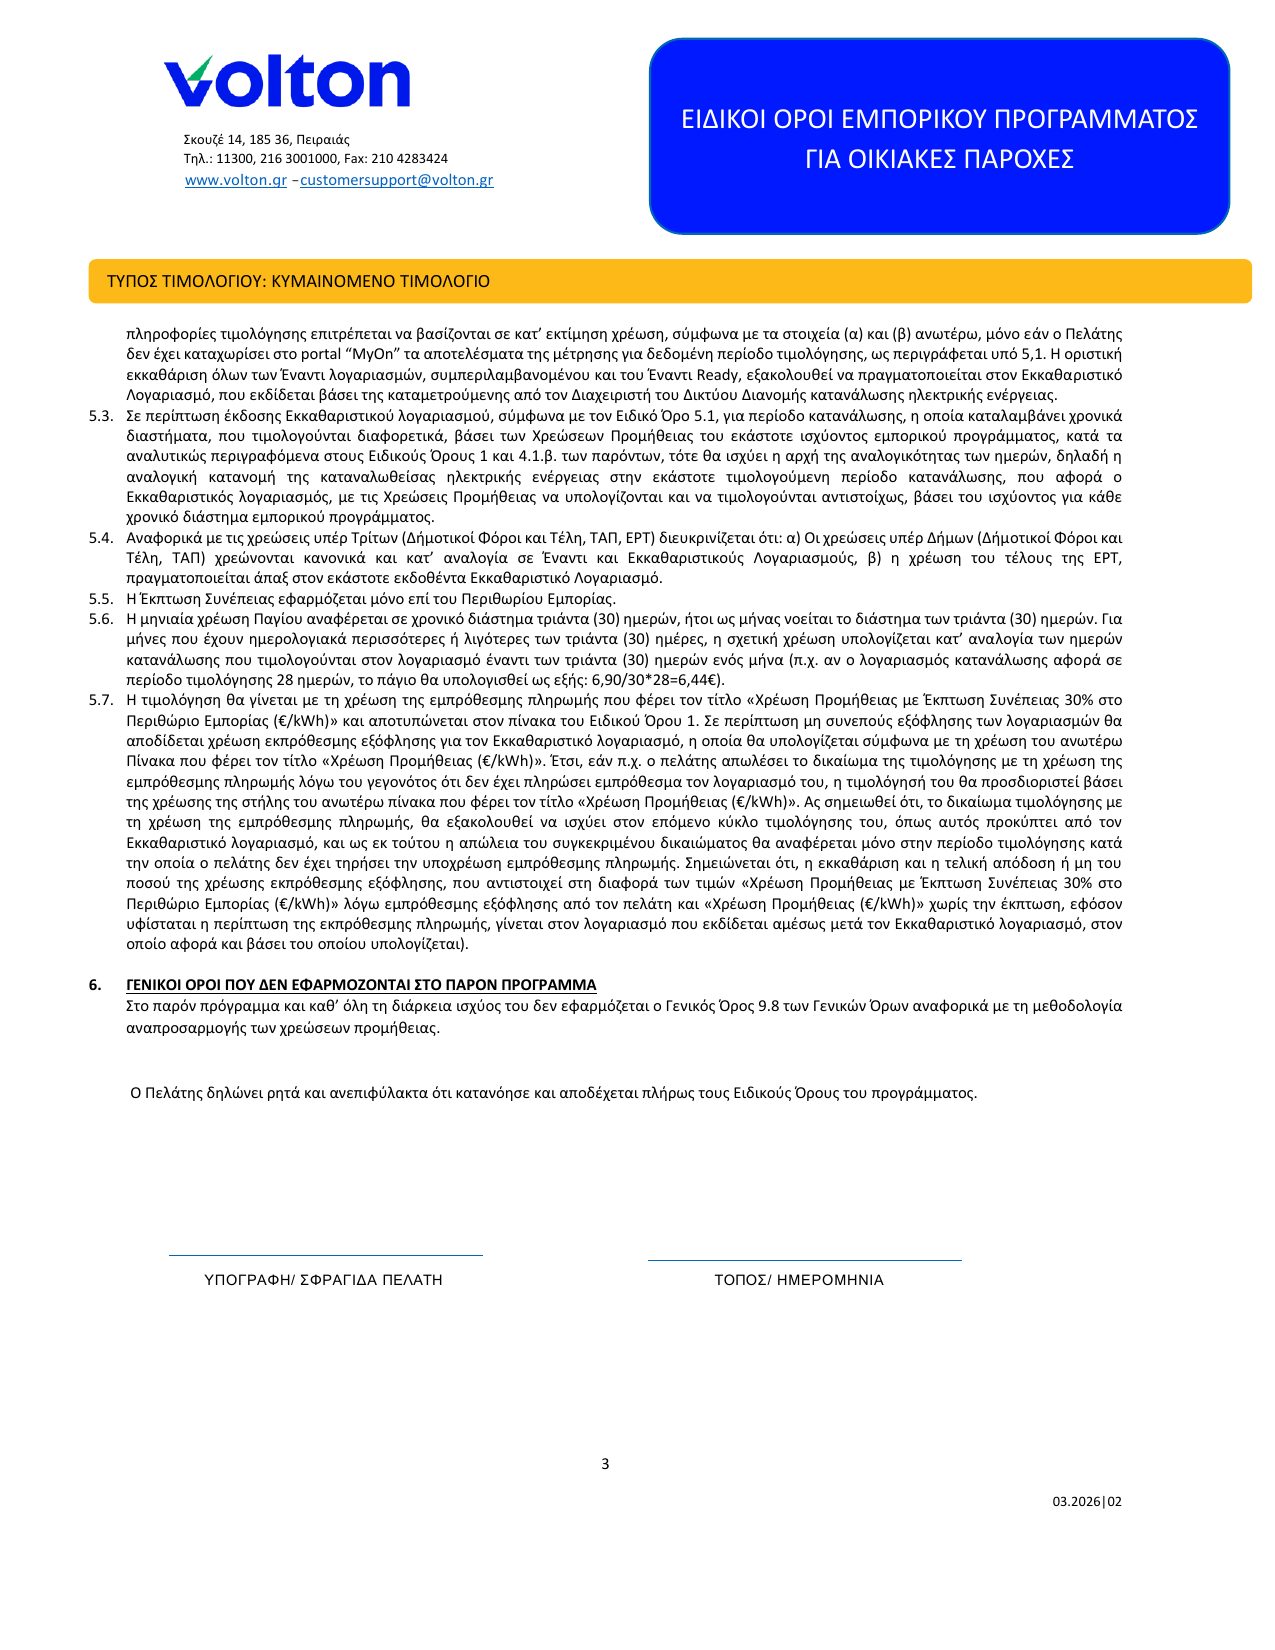 volton
Σκουζέ 14, 185 36, Πειραιάς
Τηλ.: 11300, 216 3001000, Fax: 210 4283424
www.volton.gr –customersupport@volton.gr
ΕΙΔΙΚΟΙ ΟΡΟΙ ΕΜΠΟΡΙΚΟΥ ΠΡΟΓΡΑΜΜΑΤΟΣ
ΓΙΑ ΟΙΚΙΑΚΕΣ ΠΑΡΟΧΕΣ
ΤΥΠΟΣ ΤΙΜΟΛΟΓΙΟΥ: ΚΥΜΑΙΝΟΜΕΝΟ ΤΙΜΟΛΟΓΙΟ
πληροφορίες τιμολόγησης επιτρέπεται να βασίζονται σε κατ’ εκτίμηση χρέωση, σύμφωνα με τα στοιχεία (α) και (β) ανωτέρω, μόνο εάν ο Πελάτης
δεν έχει καταχωρίσει στο portal “MyOn” τα αποτελέσματα της μέτρησης για δεδομένη περίοδο τιμολόγησης, ως περιγράφεται υπό 5,1. Η οριστική
εκκαθάριση όλων των Έναντι λογαριασμών, συμπεριλαμβανομένου και του Έναντι Ready, εξακολουθεί να πραγματοποιείται στον Εκκαθαριστικό
Λογαριασμό, που εκδίδεται βάσει της καταμετρούμενης από τον Διαχειριστή του Δικτύου Διανομής κατανάλωσης ηλεκτρικής ενέργειας.
5.3. Σε περίπτωση έκδοσης Εκκαθαριστικού λογαριασμού, σύμφωνα με τον Ειδικό Όρο 5.1, για περίοδο κατανάλωσης, η οποία καταλαμβάνει χρονικά
διαστήματα, που τιμολογούνται διαφορετικά, βάσει των Χρεώσεων Προμήθειας του εκάστοτε ισχύοντος εμπορικού προγράμματος, κατά τα
αναλυτικώς περιγραφόμενα στους Ειδικούς Όρους 1 και 4.1.β. των παρόντων, τότε θα ισχύει η αρχή της αναλογικότητας των ημερών, δηλαδή η
αναλογική κατανομή της καταναλωθείσας ηλεκτρικής ενέργειας στην εκάστοτε τιμολογούμενη περίοδο κατανάλωσης, που αφορά ο
Εκκαθαριστικός λογαριασμός, με τις Χρεώσεις Προμήθειας να υπολογίζονται και να τιμολογούνται αντιστοίχως, βάσει του ισχύοντος για κάθε
χρονικό διάστημα εμπορικού προγράμματος.
5.4. Αναφορικά με τις χρεώσεις υπέρ Τρίτων (Δήμοτικοί Φόροι και Τέλη, ΤΑΠ, ΕΡΤ) διευκρινίζεται ότι: α) Οι χρεώσεις υπέρ Δήμων (Δήμοτικοί Φόροι και
Τέλη, ΤΑΠ) χρεώνονται κανονικά και κατ’ αναλογία σε Έναντι και Εκκαθαριστικούς Λογαριασμούς, β) η χρέωση του τέλους της ΕΡΤ,
πραγματοποιείται άπαξ στον εκάστοτε εκδοθέντα Εκκαθαριστικό Λογαριασμό.
5.5. Η Έκπτωση Συνέπειας εφαρμόζεται μόνο επί του Περιθωρίου Εμπορίας.
5.6. Η μηνιαία χρέωση Παγίου αναφέρεται σε χρονικό διάστημα τριάντα (30) ημερών, ήτοι ως μήνας νοείται το διάστημα των τριάντα (30) ημερών. Για
μήνες που έχουν ημερολογιακά περισσότερες ή λιγότερες των τριάντα (30) ημέρες, η σχετική χρέωση υπολογίζεται κατ’ αναλογία των ημερών
κατανάλωσης που τιμολογούνται στον λογαριασμό έναντι των τριάντα (30) ημερών ενός μήνα (π.χ. αν ο λογαριασμός κατανάλωσης αφορά σε
περίοδο τιμολόγησης 28 ημερών, το πάγιο θα υπολογισθεί ως εξής: 6,90/30*28=6,44€).
5.7. Η τιμολόγηση θα γίνεται με τη χρέωση της εμπρόθεσμης πληρωμής που φέρει τον τίτλο «Χρέωση Προμήθειας με Έκπτωση Συνέπειας 30% στο
Περιθώριο Εμπορίας (€/kWh)» και αποτυπώνεται στον πίνακα του Ειδικού Όρου 1. Σε περίπτωση μη συνεπούς εξόφλησης των λογαριασμών θα
αποδίδεται χρέωση εκπρόθεσμης εξόφλησης για τον Εκκαθαριστικό λογαριασμό, η οποία θα υπολογίζεται σύμφωνα με τη χρέωση του ανωτέρω
Πίνακα που φέρει τον τίτλο «Χρέωση Προμήθειας (€/kWh)». Έτσι, εάν π.χ. ο πελάτης απωλέσει το δικαίωμα της τιμολόγησης με τη χρέωση της
εμπρόθεσμης πληρωμής λόγω του γεγονότος ότι δεν έχει πληρώσει εμπρόθεσμα τον λογαριασμό του, η τιμολόγησή του θα προσδιοριστεί βάσει
της χρέωσης της στήλης του ανωτέρω πίνακα που φέρει τον τίτλο «Χρέωση Προμήθειας (€/kWh)». Ας σημειωθεί ότι, το δικαίωμα τιμολόγησης με
τη χρέωση της εμπρόθεσμης πληρωμής, θα εξακολουθεί να ισχύει στον επόμενο κύκλο τιμολόγησης του, όπως αυτός προκύπτει από τον
Εκκαθαριστικό λογαριασμό, και ως εκ τούτου η απώλεια του συγκεκριμένου δικαιώματος θα αναφέρεται μόνο στην περίοδο τιμολόγησης κατά
την οποία ο πελάτης δεν έχει τηρήσει την υποχρέωση εμπρόθεσμης πληρωμής. Σημειώνεται ότι, η εκκαθάριση και η τελική απόδοση ή μη του
ποσού της χρέωσης εκπρόθεσμης εξόφλησης, που αντιστοιχεί στη διαφορά των τιμών «Χρέωση Προμήθειας με Έκπτωση Συνέπειας 30% στο
Περιθώριο Εμπορίας (€/kWh)» λόγω εμπρόθεσμης εξόφλησης από τον πελάτη και «Χρέωση Προμήθειας (€/kWh)» χωρίς την έκπτωση, εφόσον
υφίσταται η περίπτωση της εκπρόθεσμης πληρωμής, γίνεται στον λογαριασμό που εκδίδεται αμέσως μετά τον Εκκαθαριστικό λογαριασμό, στον
οποίο αφορά και βάσει του οποίου υπολογίζεται).
6. ΓΕΝΙΚΟΙ ΟΡΟΙ ΠΟΥ ΔΕΝ ΕΦΑΡΜΟΖΟΝΤΑΙ ΣΤΟ ΠΑΡΟΝ ΠΡΟΓΡΑΜΜΑ
Στο παρόν πρόγραμμα και καθ’ όλη τη διάρκεια ισχύος του δεν εφαρμόζεται ο Γενικός Όρος 9.8 των Γενικών Όρων αναφορικά με τη μεθοδολογία
αναπροσαρμογής των χρεώσεων προμήθειας.
Ο Πελάτης δηλώνει ρητά και ανεπιφύλακτα ότι κατανόησε και αποδέχεται πλήρως τους Ειδικούς Όρους του προγράμματος.
ΥΠΟΓΡΑΦΗ/ ΣΦΡΑΓΙΔΑ ΠΕΛΑΤΗ
ΤΟΠΟΣ/ ΗΜΕΡΟΜΗΝΙΑ
3
03.2026|02